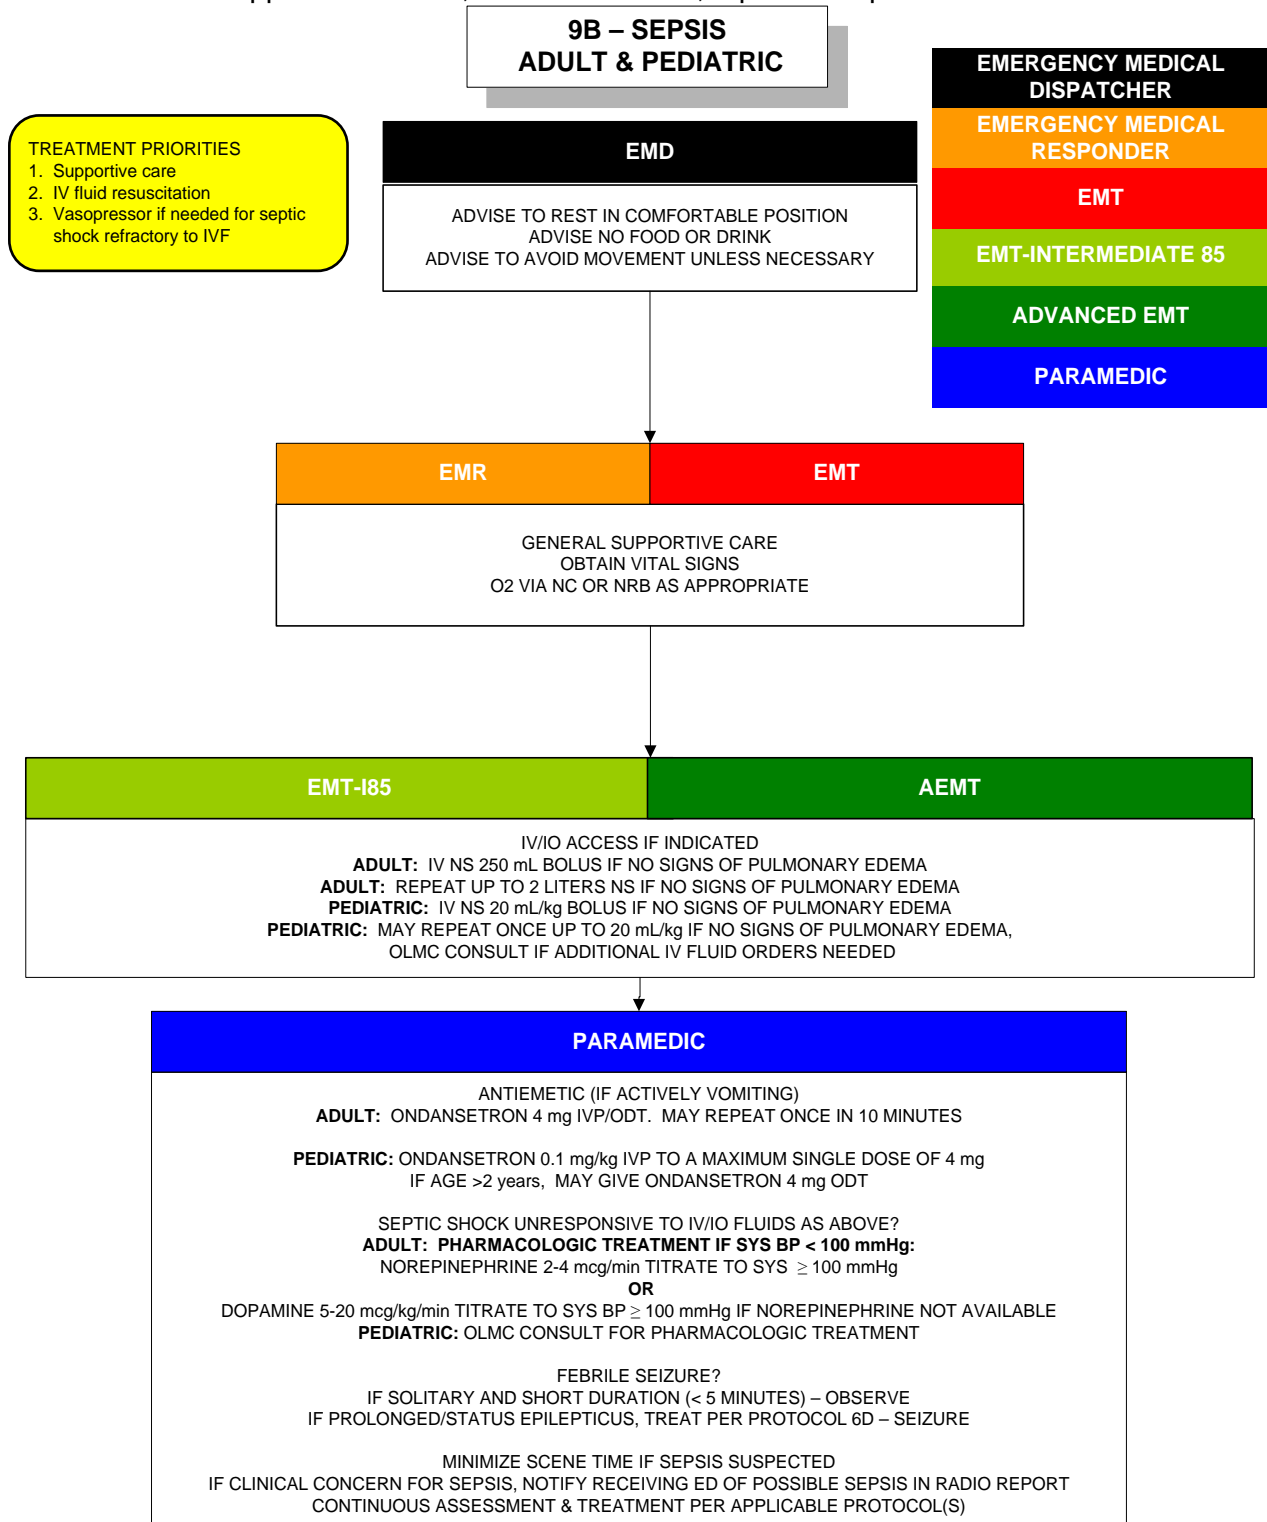 9B – SEPSIS
ADULT & PEDIATRIC
EMERGENCY MEDICAL
DISPATCHER
EMERGENCY MEDICAL
RESPONDER
EMT
EMT-INTERMEDIATE 85
ADVANCED EMT
PARAMEDIC
TREATMENT PRIORITIES
1. Supportive care
2. IV fluid resuscitation
3. Vasopressor if needed for septic
shock refractory to IVF
EMD
ADVISE TO REST IN COMFORTABLE POSITION
ADVISE NO FOOD OR DRINK
ADVISE TO AVOID MOVEMENT UNLESS NECESSARY
EMR
EMT
GENERAL SUPPORTIVE CARE
OBTAIN VITAL SIGNS
O2 VIA NC OR NRB AS APPROPRIATE
EMT-I85
AEMT
IV/IO ACCESS IF INDICATED
ADULT: IV NS 250 mL BOLUS IF NO SIGNS OF PULMONARY EDEMA
ADULT: REPEAT UP TO 2 LITERS NS IF NO SIGNS OF PULMONARY EDEMA
PEDIATRIC: IV NS 20 mL/kg BOLUS IF NO SIGNS OF PULMONARY EDEMA
PEDIATRIC: MAY REPEAT ONCE UP TO 20 mL/kg IF NO SIGNS OF PULMONARY EDEMA,
OLMC CONSULT IF ADDITIONAL IV FLUID ORDERS NEEDED
PARAMEDIC
ANTIEMETIC (IF ACTIVELY VOMITING)
ADULT: ONDANSETRON 4 mg IVP/ODT. MAY REPEAT ONCE IN 10 MINUTES
PEDIATRIC: ONDANSETRON 0.1 mg/kg IVP TO A MAXIMUM SINGLE DOSE OF 4 mg
IF AGE >2 years, MAY GIVE ONDANSETRON 4 mg ODT
SEPTIC SHOCK UNRESPONSIVE TO IV/IO FLUIDS AS ABOVE?
ADULT: PHARMACOLOGIC TREATMENT IF SYS BP < 100 mmHg:
NOREPINEPHRINE 2-4 mcg/min TITRATE TO SYS ≥ 100 mmHg
OR
DOPAMINE 5-20 mcg/kg/min TITRATE TO SYS BP ≥ 100 mmHg IF NOREPINEPHRINE NOT AVAILABLE
PEDIATRIC: OLMC CONSULT FOR PHARMACOLOGIC TREATMENT
FEBRILE SEIZURE?
IF SOLITARY AND SHORT DURATION (< 5 MINUTES) – OBSERVE
IF PROLONGED/STATUS EPILEPTICUS, TREAT PER PROTOCOL 6D – SEIZURE
MINIMIZE SCENE TIME IF SEPSIS SUSPECTED
IF CLINICAL CONCERN FOR SEPSIS, NOTIFY RECEIVING ED OF POSSIBLE SEPSIS IN RADIO REPORT
CONTINUOUS ASSESSMENT & TREATMENT PER APPLICABLE PROTOCOL(S)